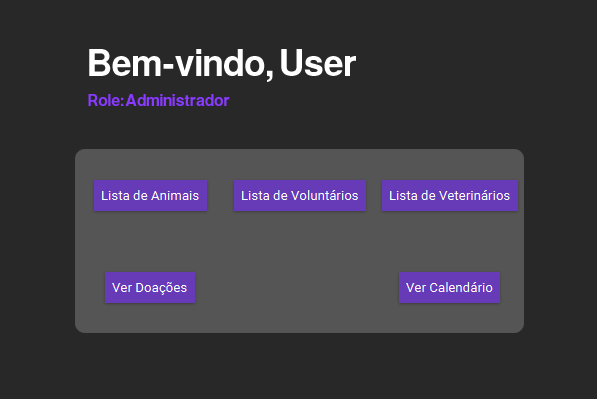 Bem-vindo, User
Role:Administrador
Lista de Animais
Lista de Voluntários
Lista de Veterinários
Ver Doações
Ver Calendário